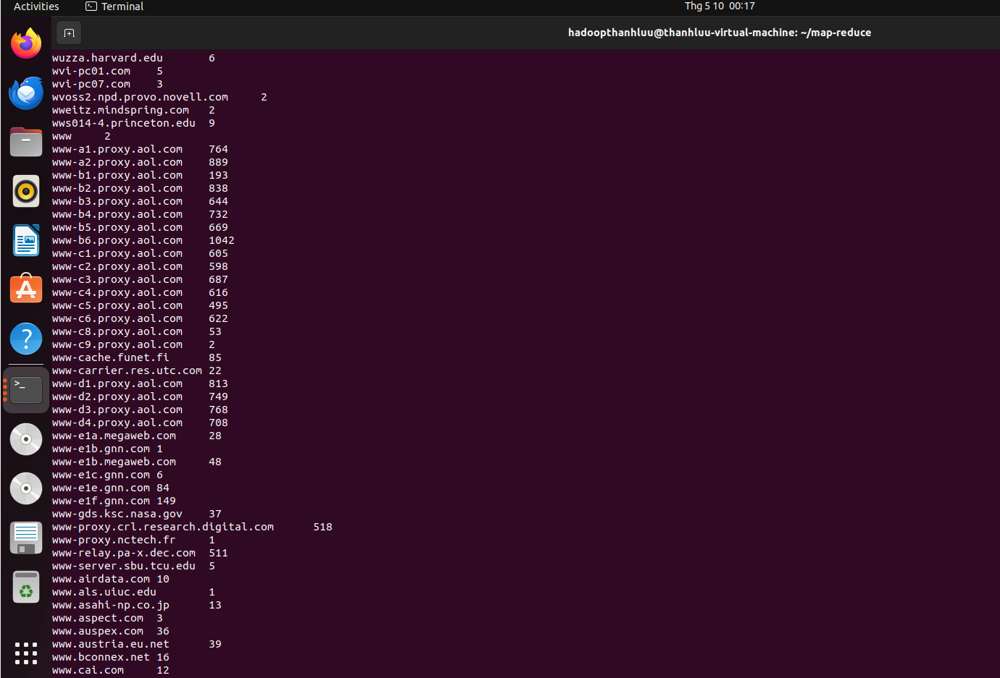 Activities
Terminal
Thg 5 10 00:17
hadoopthanhluu@thanhluu-virtual-machine: ~/map-reduce
wuzza.harvard.edu 6
wvi-pc01.com 5
wvi-pc07.com 3
wvoss2.npd.provo.novell.com 2
wweitz.mindspring.com 2
wws014-4.princeton.edu 9
www 2
www-a1.proxy.aol.com 764
www-a2.proxy.aol.com 889
www-b1.proxy.aol.com 193
www-b2.proxy.aol.com 838
www-b3.proxy.aol.com 644
www-b4.proxy.aol.com 732
www-b5.proxy.aol.com 669
www-b6.proxy.aol.com 1042
www-c1.proxy.aol.com 605
www-c2.proxy.aol.com 598
www-c3.proxy.aol.com 687
www-c4.proxy.aol.com 616
www-c5.proxy.aol.com 495
www-c6.proxy.aol.com 622
www-c8.proxy.aol.com 53
www-c9.proxy.aol.com 2
www-cache.funet.fi 85
www-carrier.res.utc.com 22
www-d1.proxy.aol.com 813
www-d2.proxy.aol.com 749
www-d3.proxy.aol.com 768
www-d4.proxy.aol.com 708
www-e1a.megaweb.com 28
www-e1b.gnn.com 1
www-e1b.megaweb.com 48
www-e1c.gnn.com 6
www-e1e.gnn.com 84
www-e1f.gnn.com 149
www-gds.ksc.nasa.gov 37
www-proxy.crl.research.digital.com 518
www-proxy.nctech.fr 1
www-relay.pa-x.dec.com 511
www-server.sbu.tcu.edu 5
www.airdata.com 10
www.als.uiuc.edu 1
www.asahi-np.co.jp 13
www.aspect.com 3
www.auspex.com 36
www.austria.eu.net 39
www.bconnex.net 16
www.cai.com 12